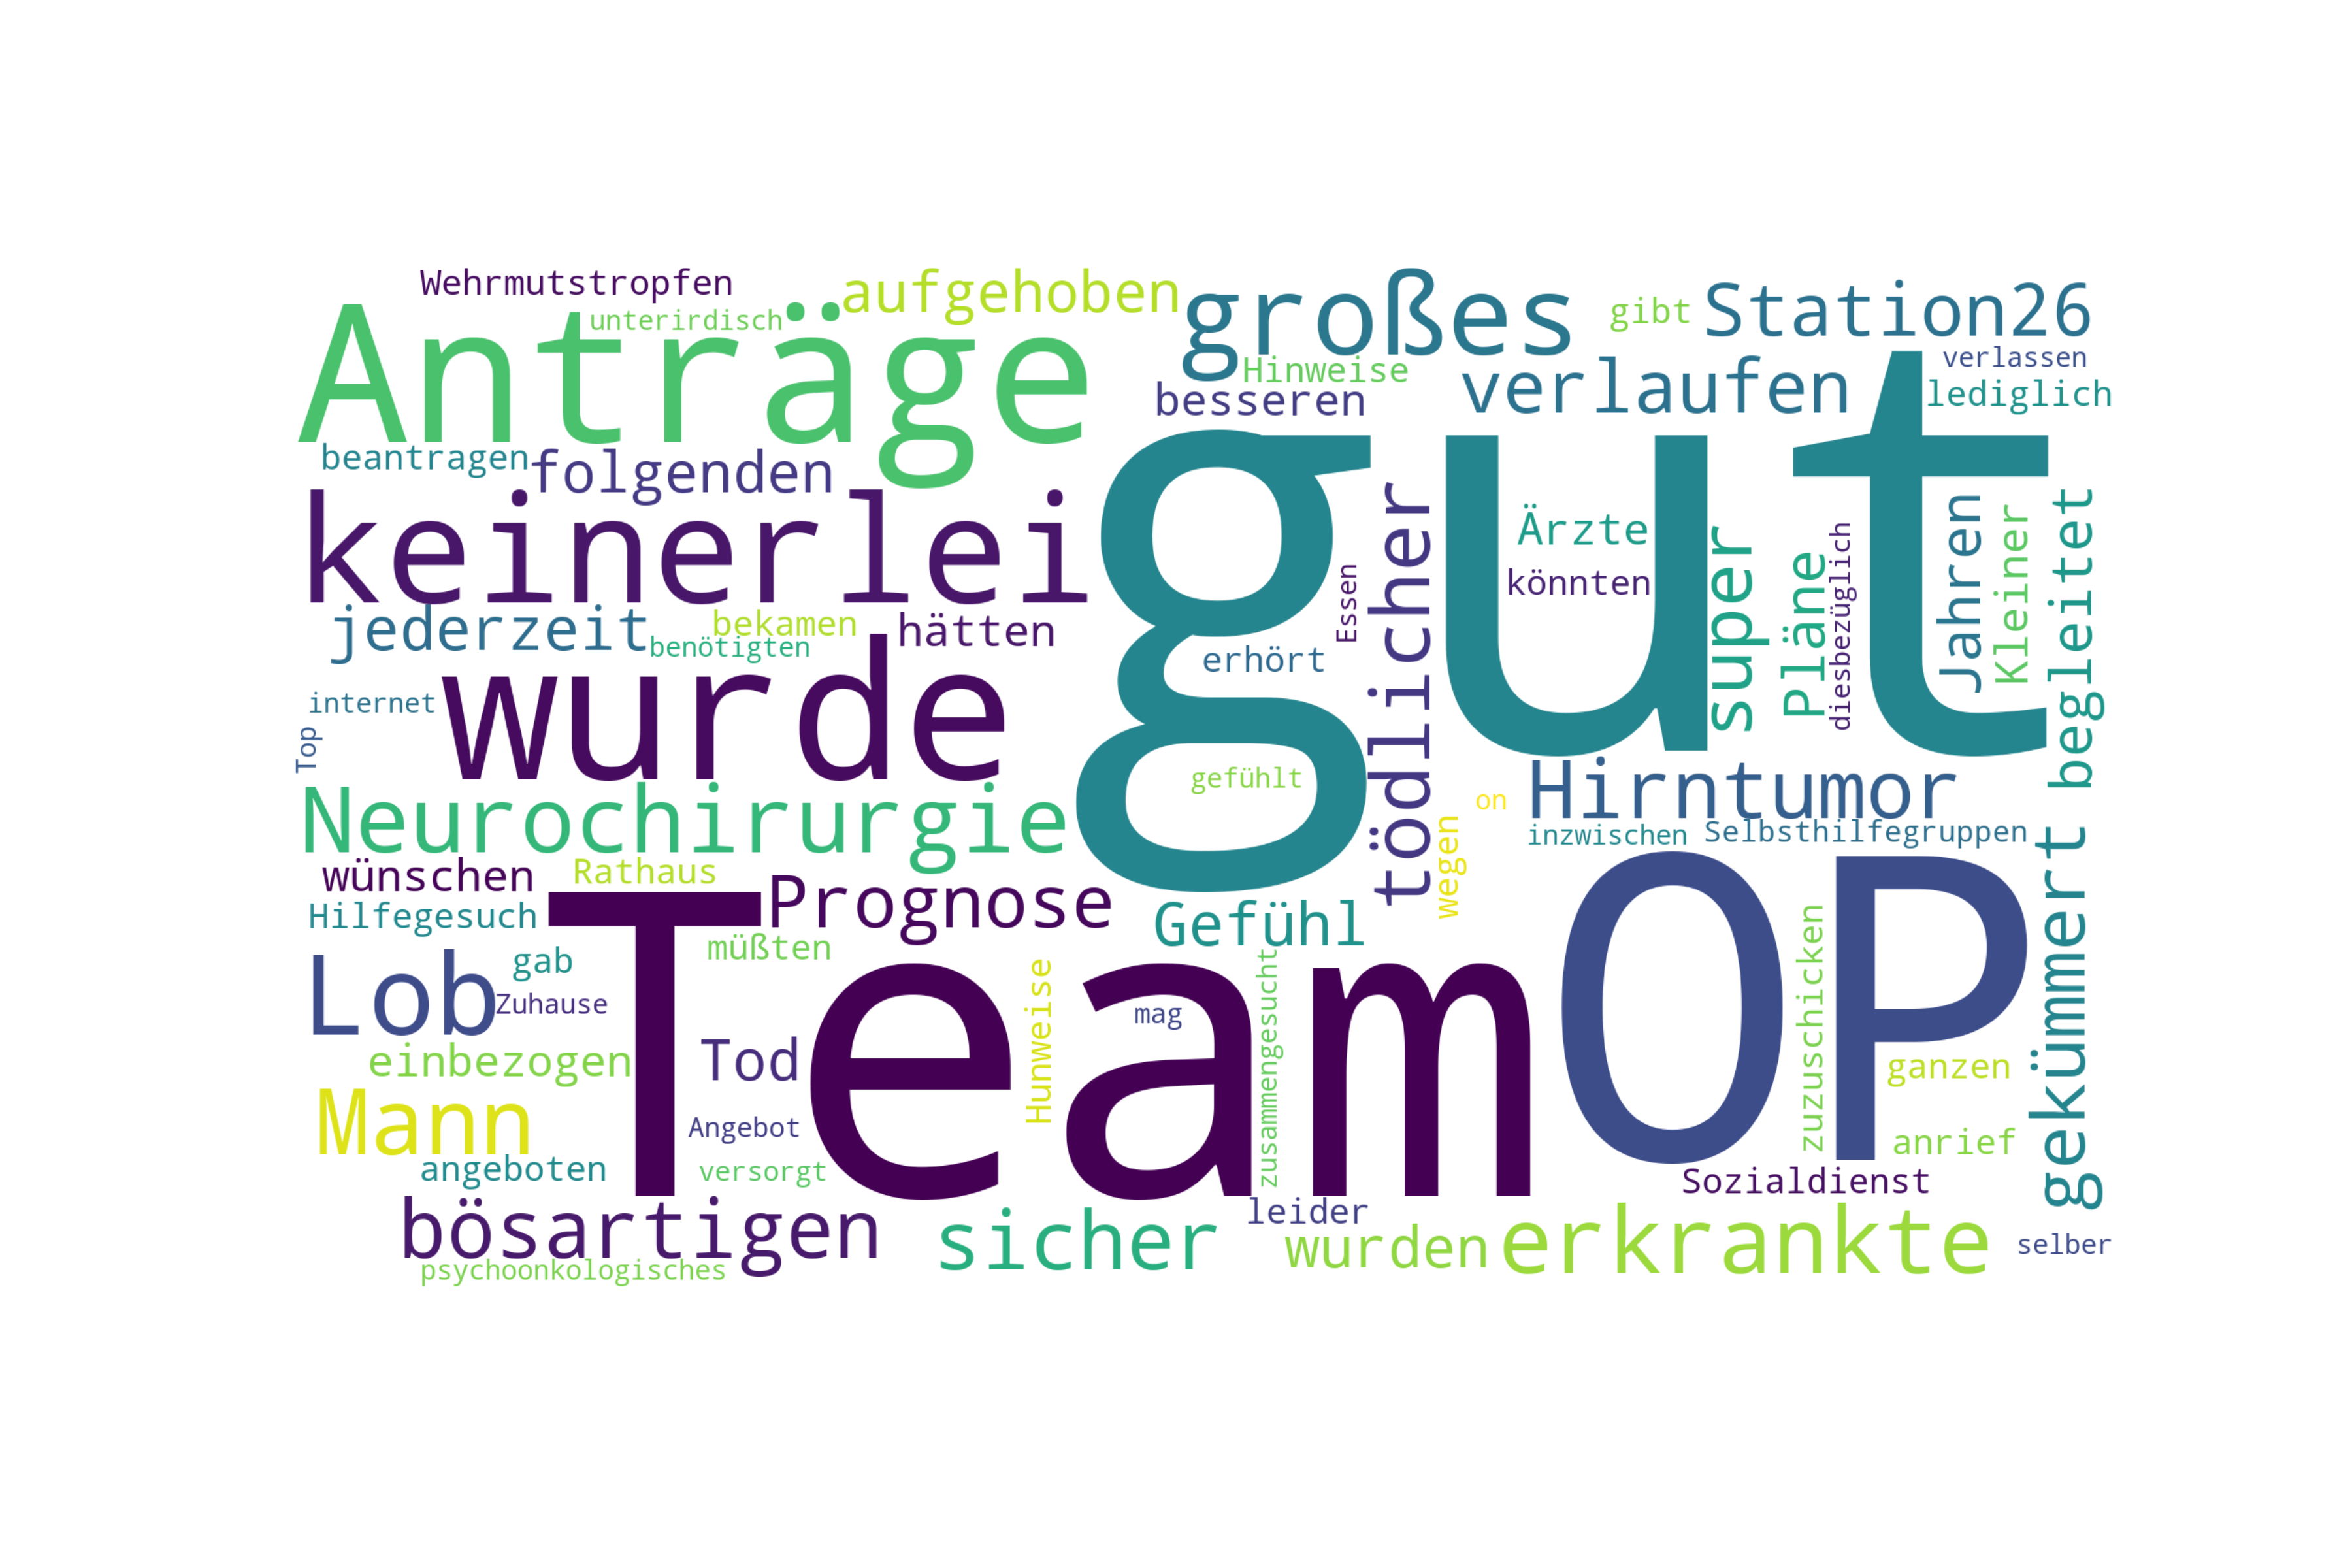 Wehrmutstropfen
unterirdisch
aufgehoben
Anträge
großes
gibt
Station26
Hinweise
besseren
verlaufen
verlassen
lediglich
beantragen
folgenden
gut
keinerlei
Essen
tödlicher
Ärzte
könnten
super
Pläne
diesbezüglich
Jahren
Kleiner
begleitet
jederzeit
bekamen
benötigten
hätten
erhört
internet
Top
wurde
gefühlt
Hirntumor
on
wegen
inzwischen
Selbsthilfegruppen
Neurochirurgie
wünschen
Rathaus
Prognose
Hilfegesuch
Gefühl
Team
OP
müßten
gekümmert
Lob
gab
Zuhause
Hunweise
mag
zusammengesucht
zuzuschicken
ganzen
einbezogen
Tod
Mann
Angebot
anrief
angeboten
versorgt
Sozialdienst
bösartigen
sicher
leider
wurden
erkrankte
selber
psychoonkologisches